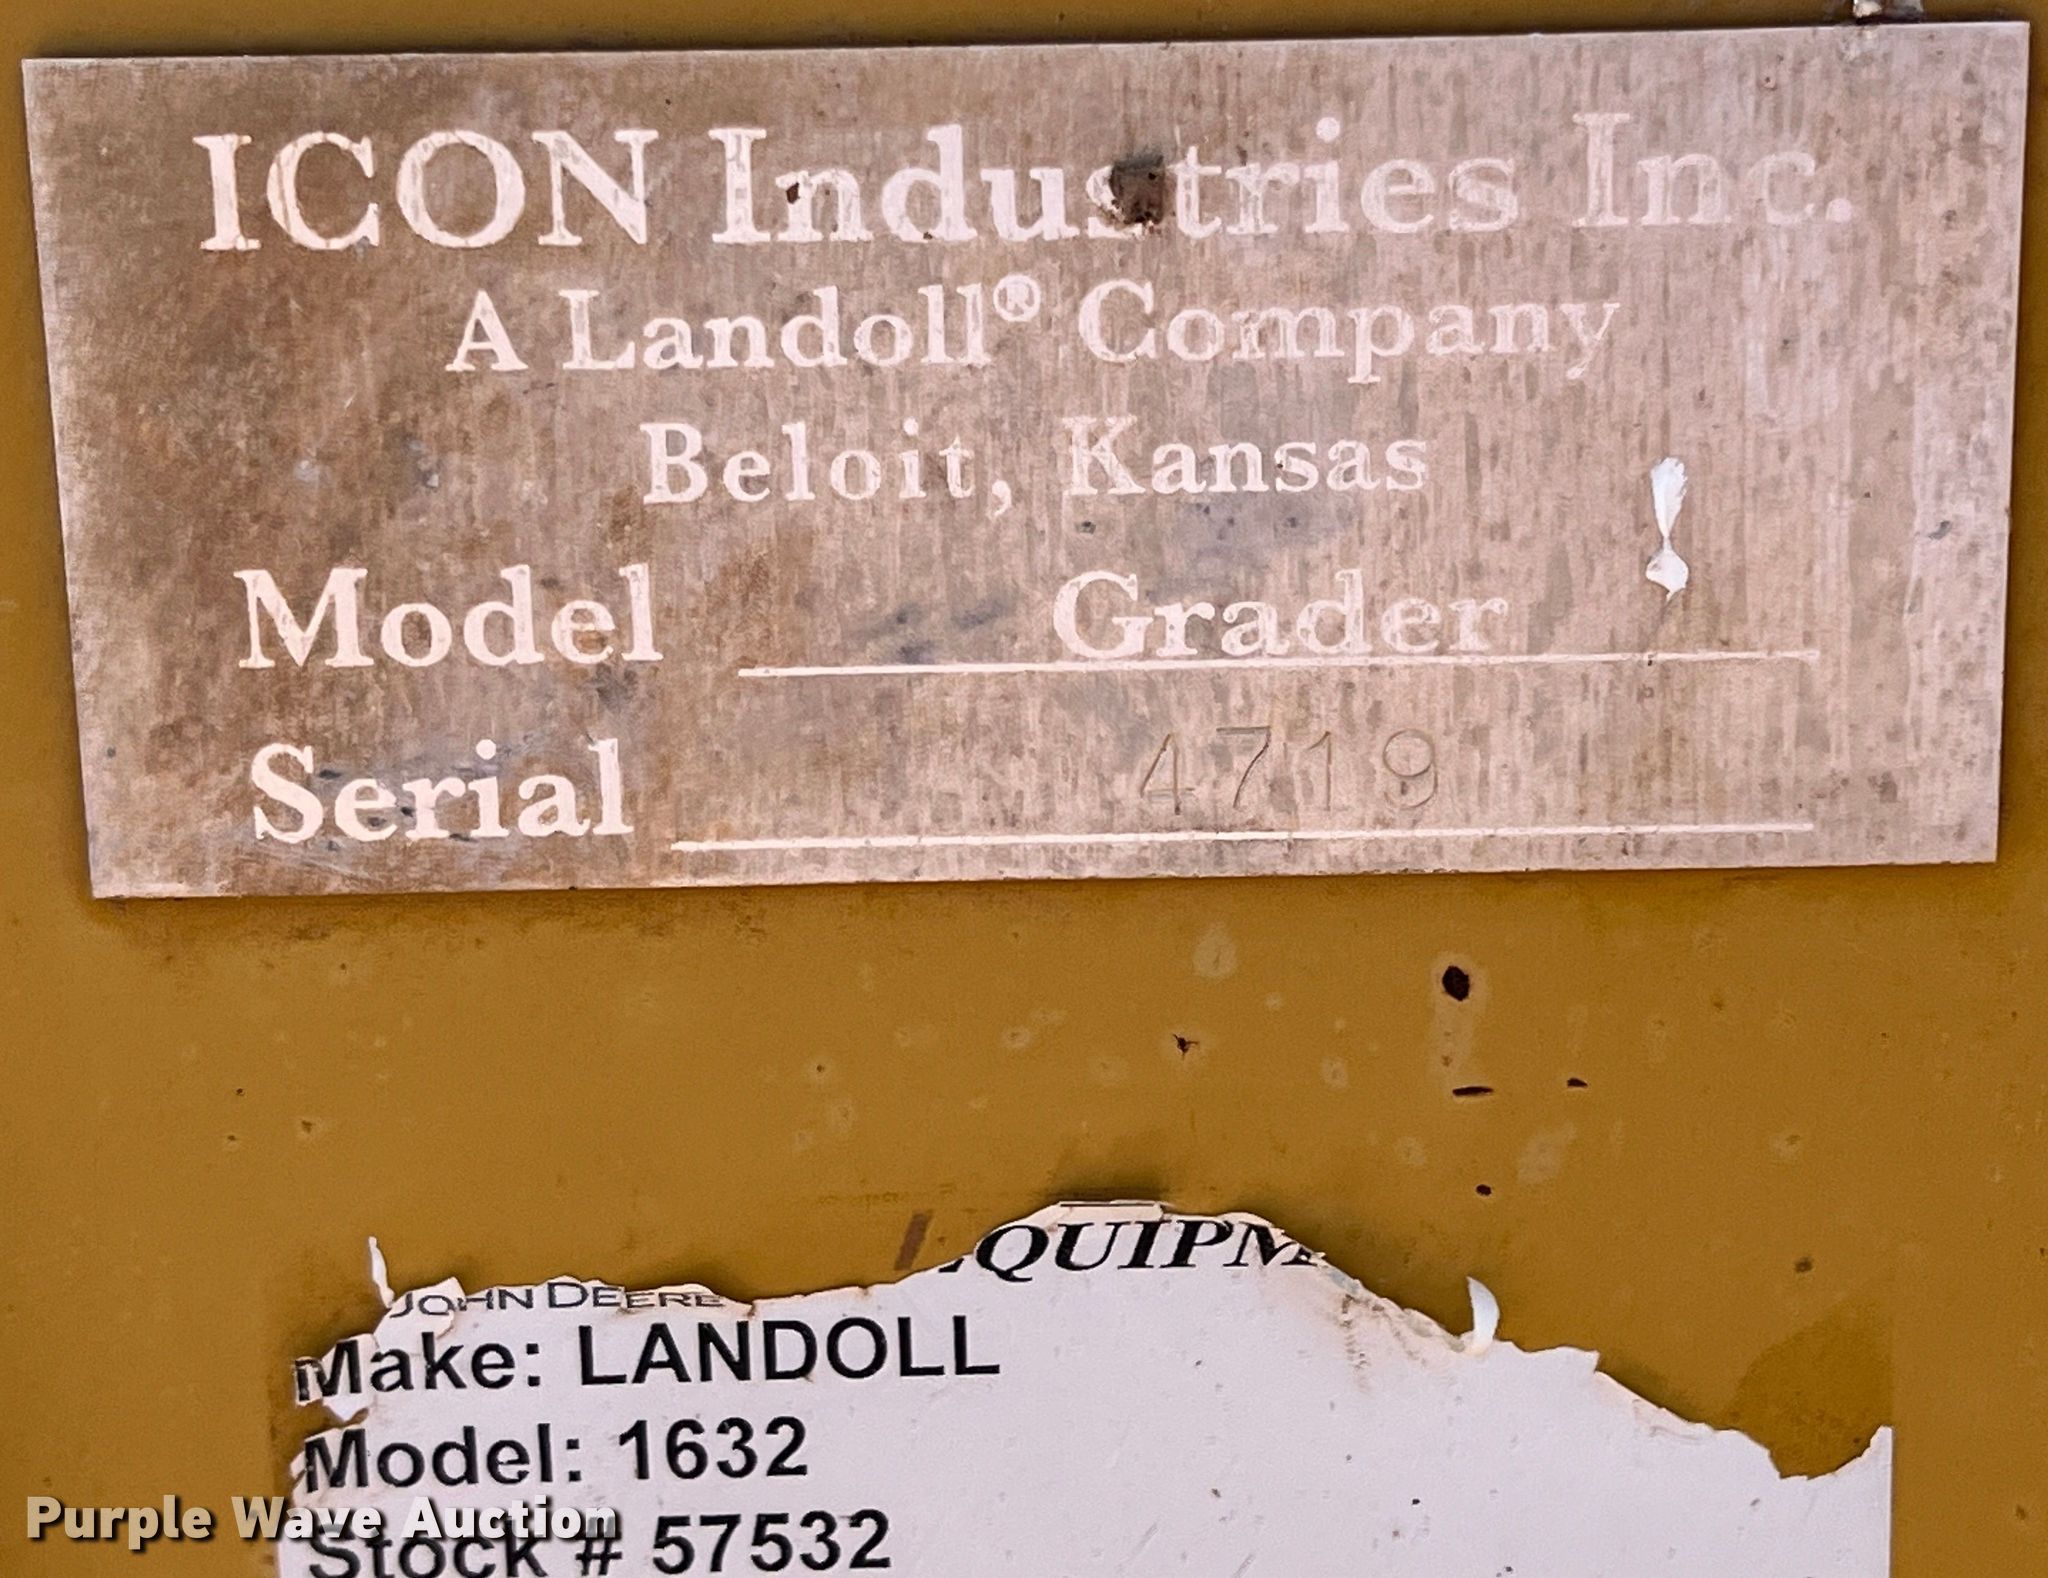 ICON Industries Inc.
A Landoll® Company
Beloit, Kansas
Model Grader
Serial 4719
QUIPM
JOHN DEERE
Make: LANDOLL
Model: 1632
Stock # 57532
Purple Wave Auction